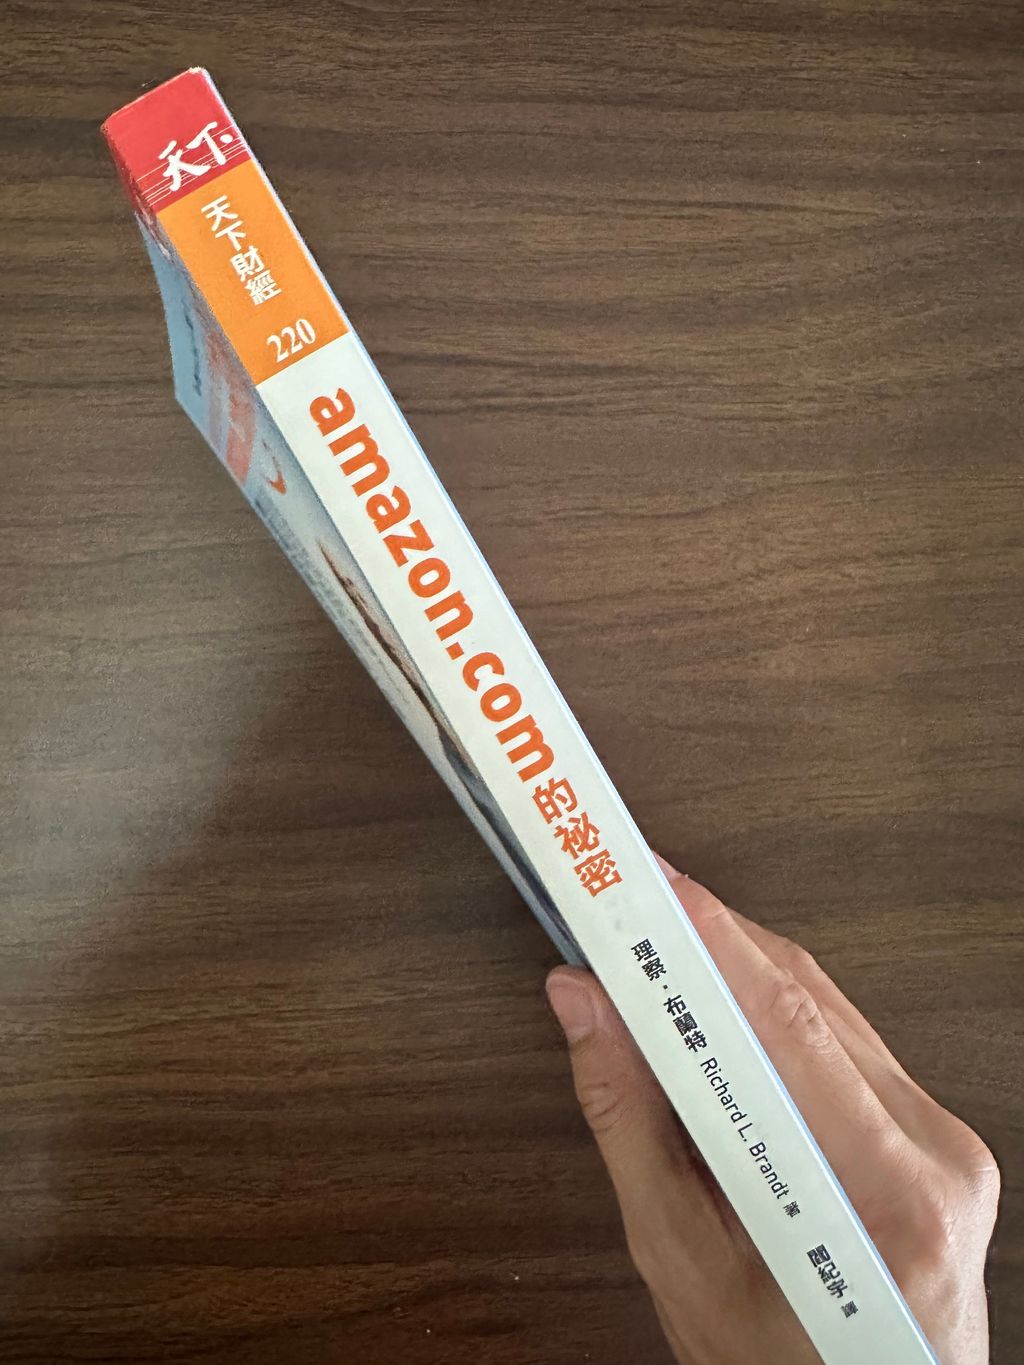 天下
天下財經
220
amazon.com的祕密
理察・布蘭特 Richard L. Brandt 著
閻紀宇 譯